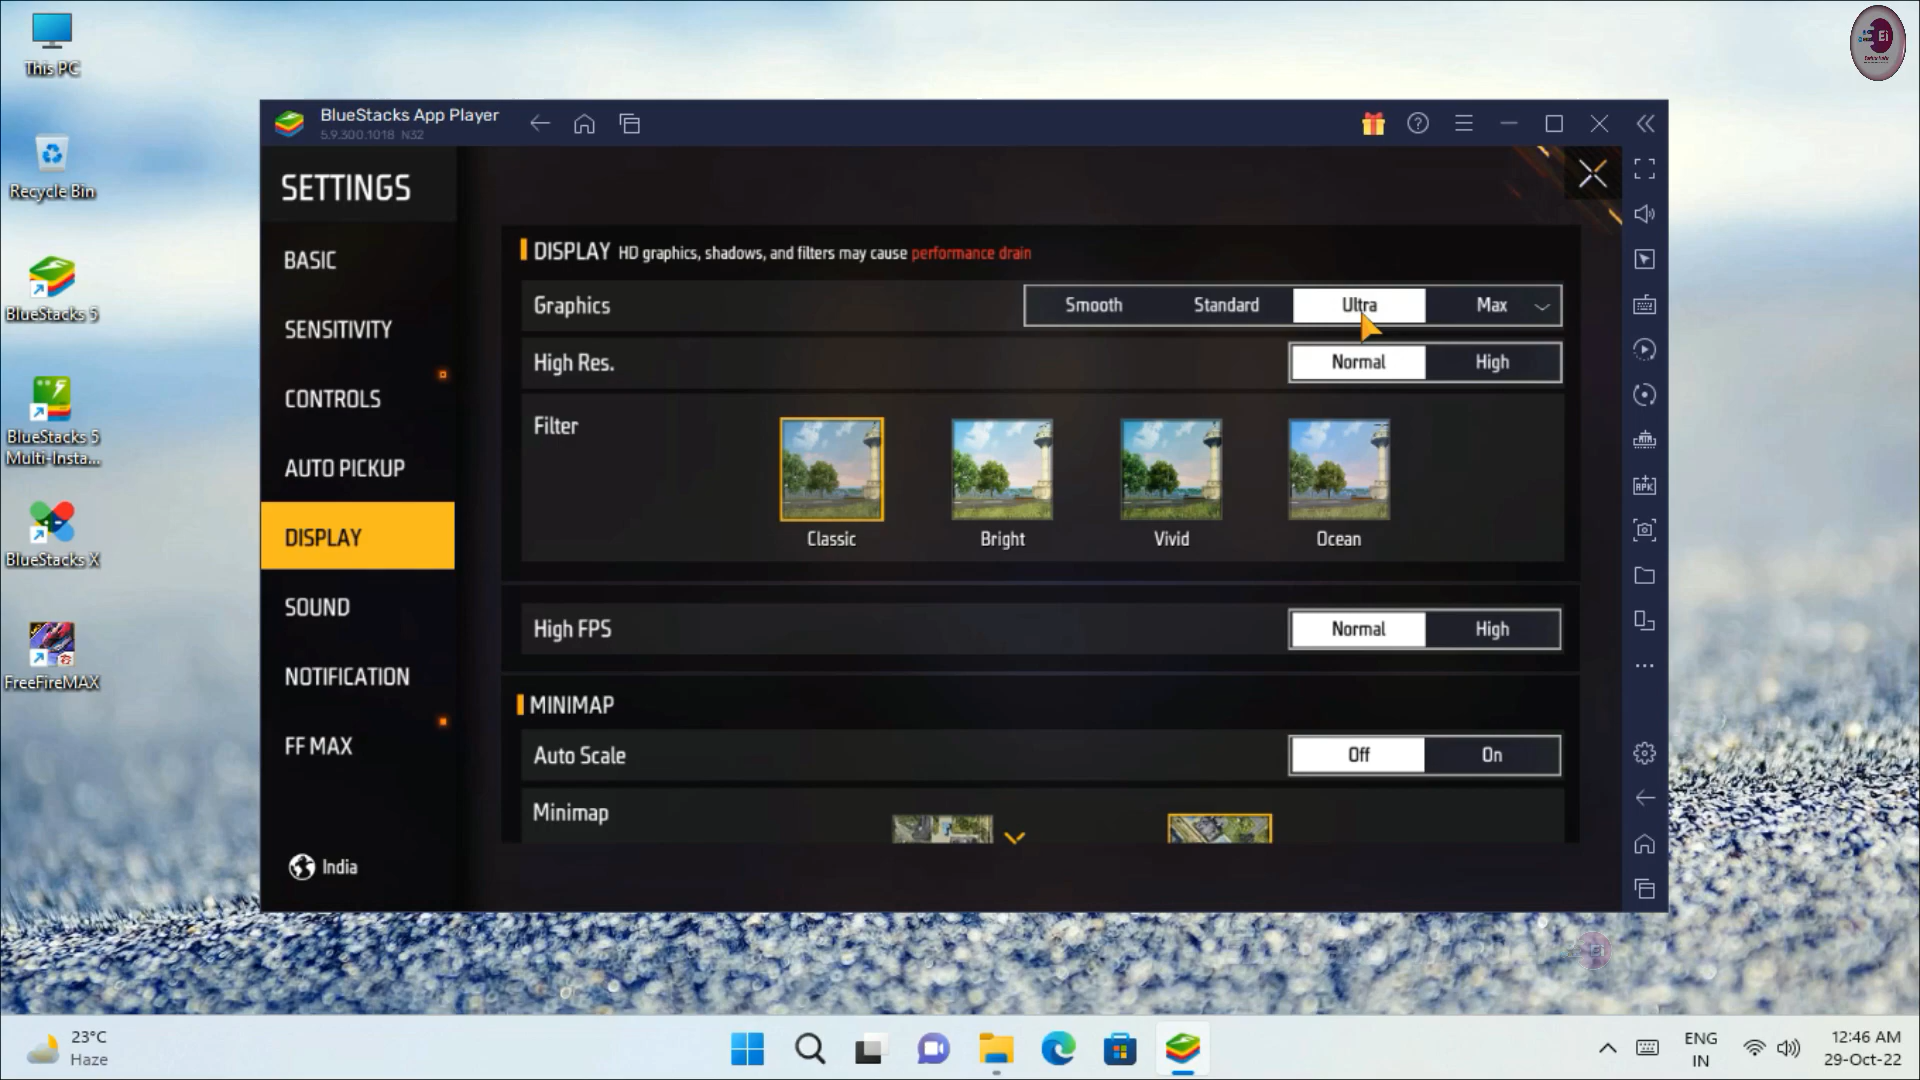 This PC
Recycle Bin
BlueStacks 5
BlueStacks 5
Multi-Insta...
BlueStacks X
FreeFireMAX
BlueStacks App Player
5.9.300.1018 N32
SETTINGS
BASIC
SENSITIVITY
CONTROLS
AUTO PICKUP
DISPLAY
SOUND
NOTIFICATION
FF MAX
India
DISPLAY HD graphics, shadows, and filters may cause performance drain
Graphics Smooth Standard Ultra Max
High Res. Normal High
Filter
Classic Bright Vivid Ocean
High FPS Normal High
MINIMAP
Auto Scale Off On
Minimap
APK
Ei
23°C
Haze
ENG
IN
12:46 AM
29-Oct-22